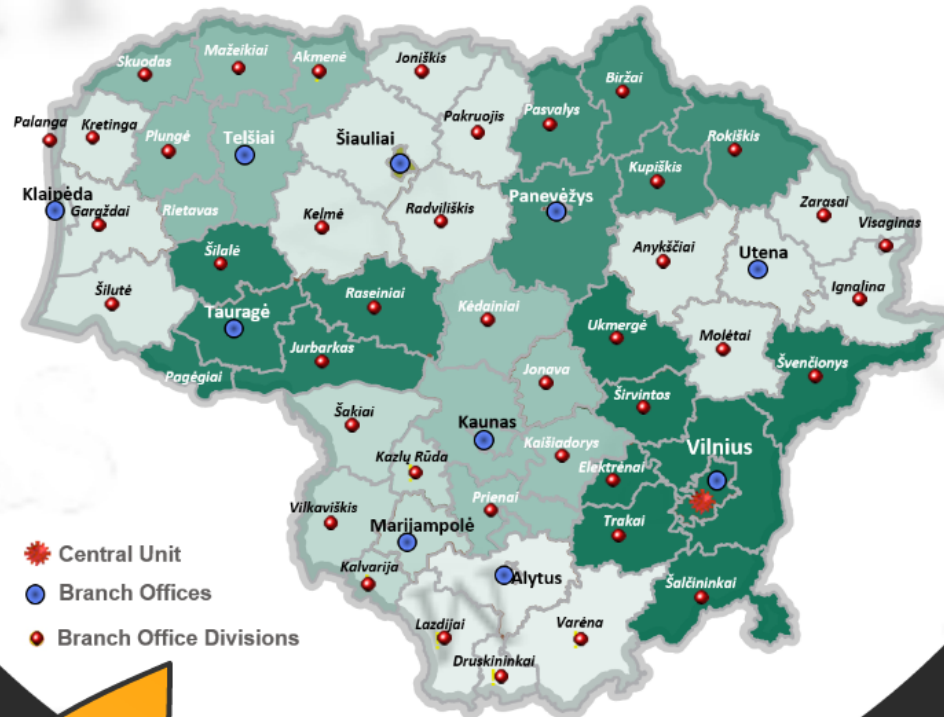 Mažeikiai
Akmenė
Joniškis
Skuodas
Biržai
Pasvalys
Pakruojis
Palanga
Kretinga
Plungė
Telšiai
Šiauliai
Rokiškis
Kupiškis
Klaipėda
Gargždai
Rietavas
Kelmė
Radviliškis
Panevėžys
Zarasai
Visaginas
Anykščiai
Utena
Šilalė
Šilutė
Ignalina
Raseiniai
Kėdainiai
Tauragė
Ukmergė
Molėtai
Jurbarkas
Švenčionys
Pagėgiai
Jonava
Širvintos
Šakiai
Kaunas
Kaišiadorys
Vilnius
Kazlų Rūda
Elektrėnai
Vilkaviškis
Prienai
Marijampolė
Trakai
Central Unit
Kalvarija
Alytus
Šalčininkai
Branch Offices
Lazdijai
Varėna
Branch Office Divisions
Druskininkai